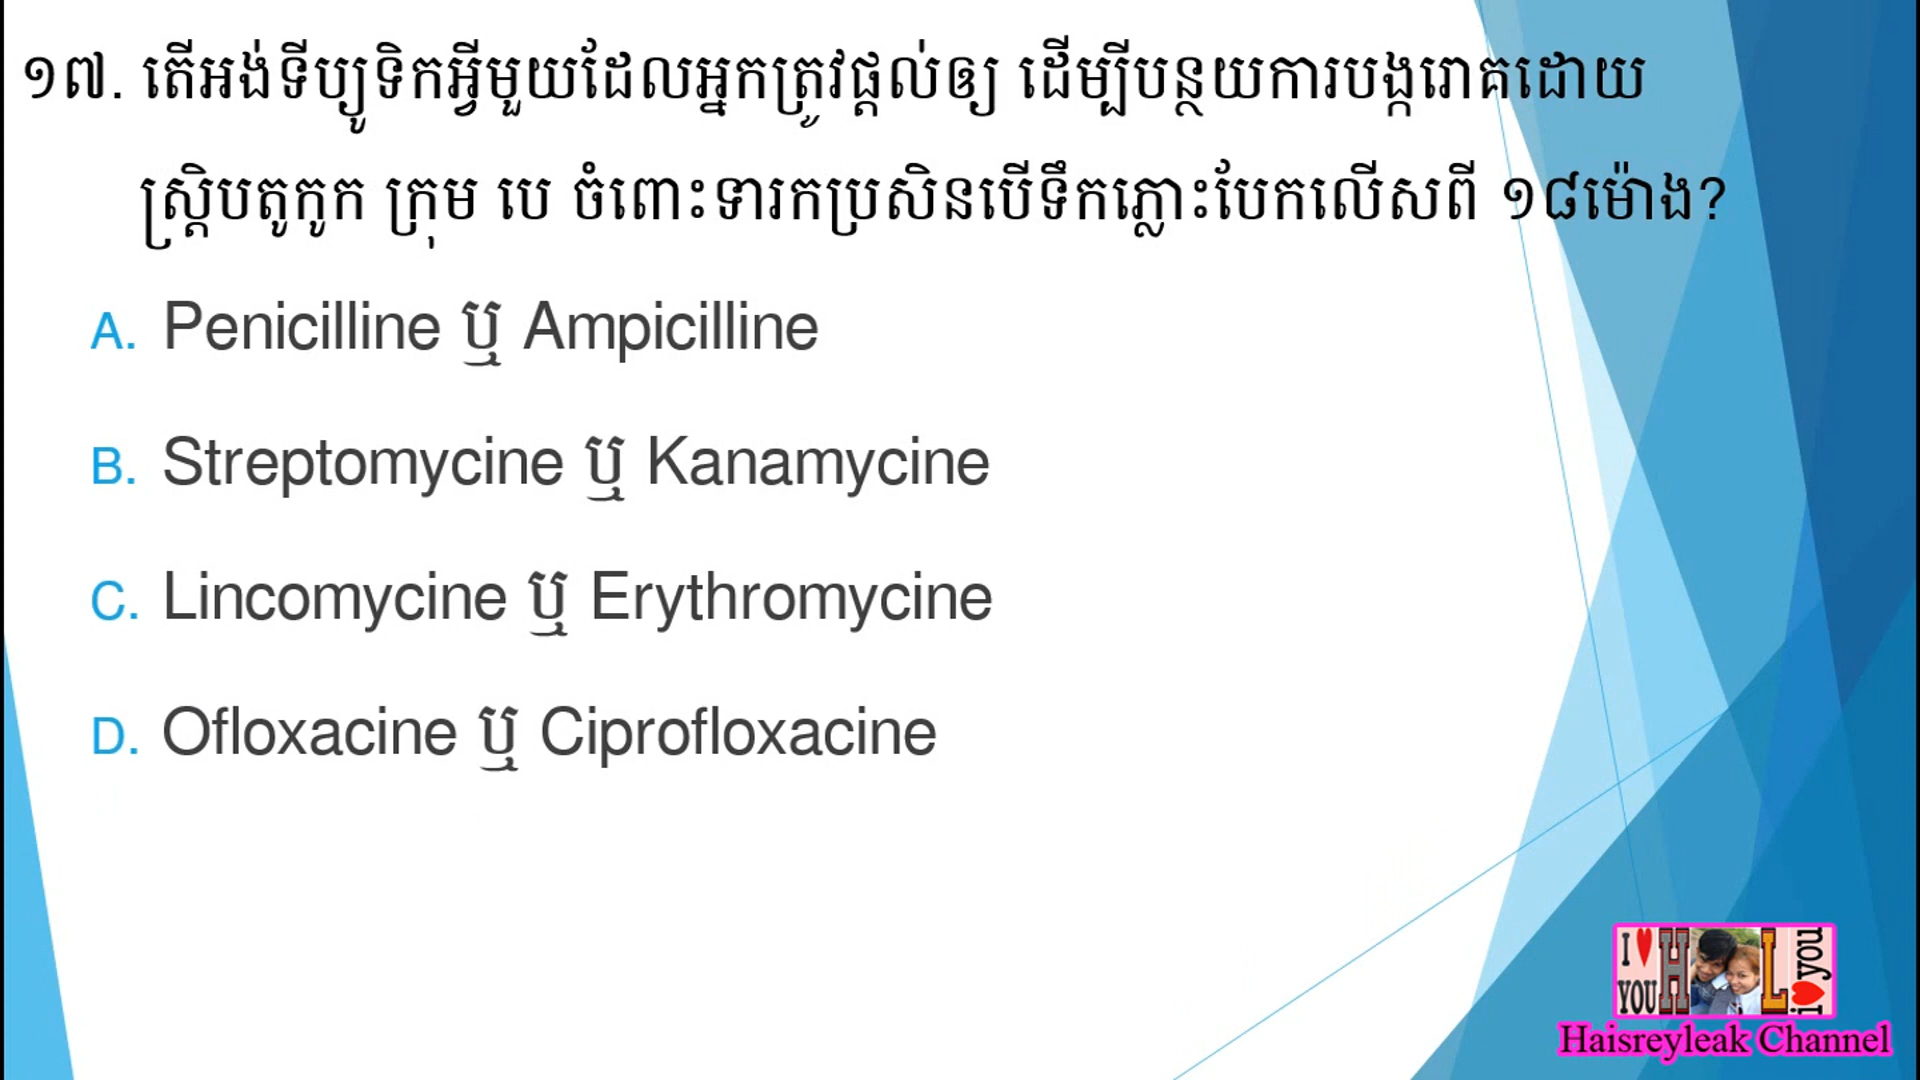 ១៧. តើអង់ទីប្យូទិកអ្វីមួយដែលអ្នកត្រូវផ្តល់ឲ្យ ដើម្បីបន្ថយការបង្ករោគដោយ
ស្ត្រិបតូកូក ក្រុម បេ ចំពោះទារកប្រសិនបើទឹកភ្លោះបែកលើសពី ១៨ម៉ោង?
A. Penicilline ឬ Ampicilline
B. Streptomycine ឬ Kanamycine
C. Lincomycine ឬ Erythromycine
D. Ofloxacine ឬ Ciprofloxacine
I ♥ YOU H L i ♥ you
Haisreyleak Channel